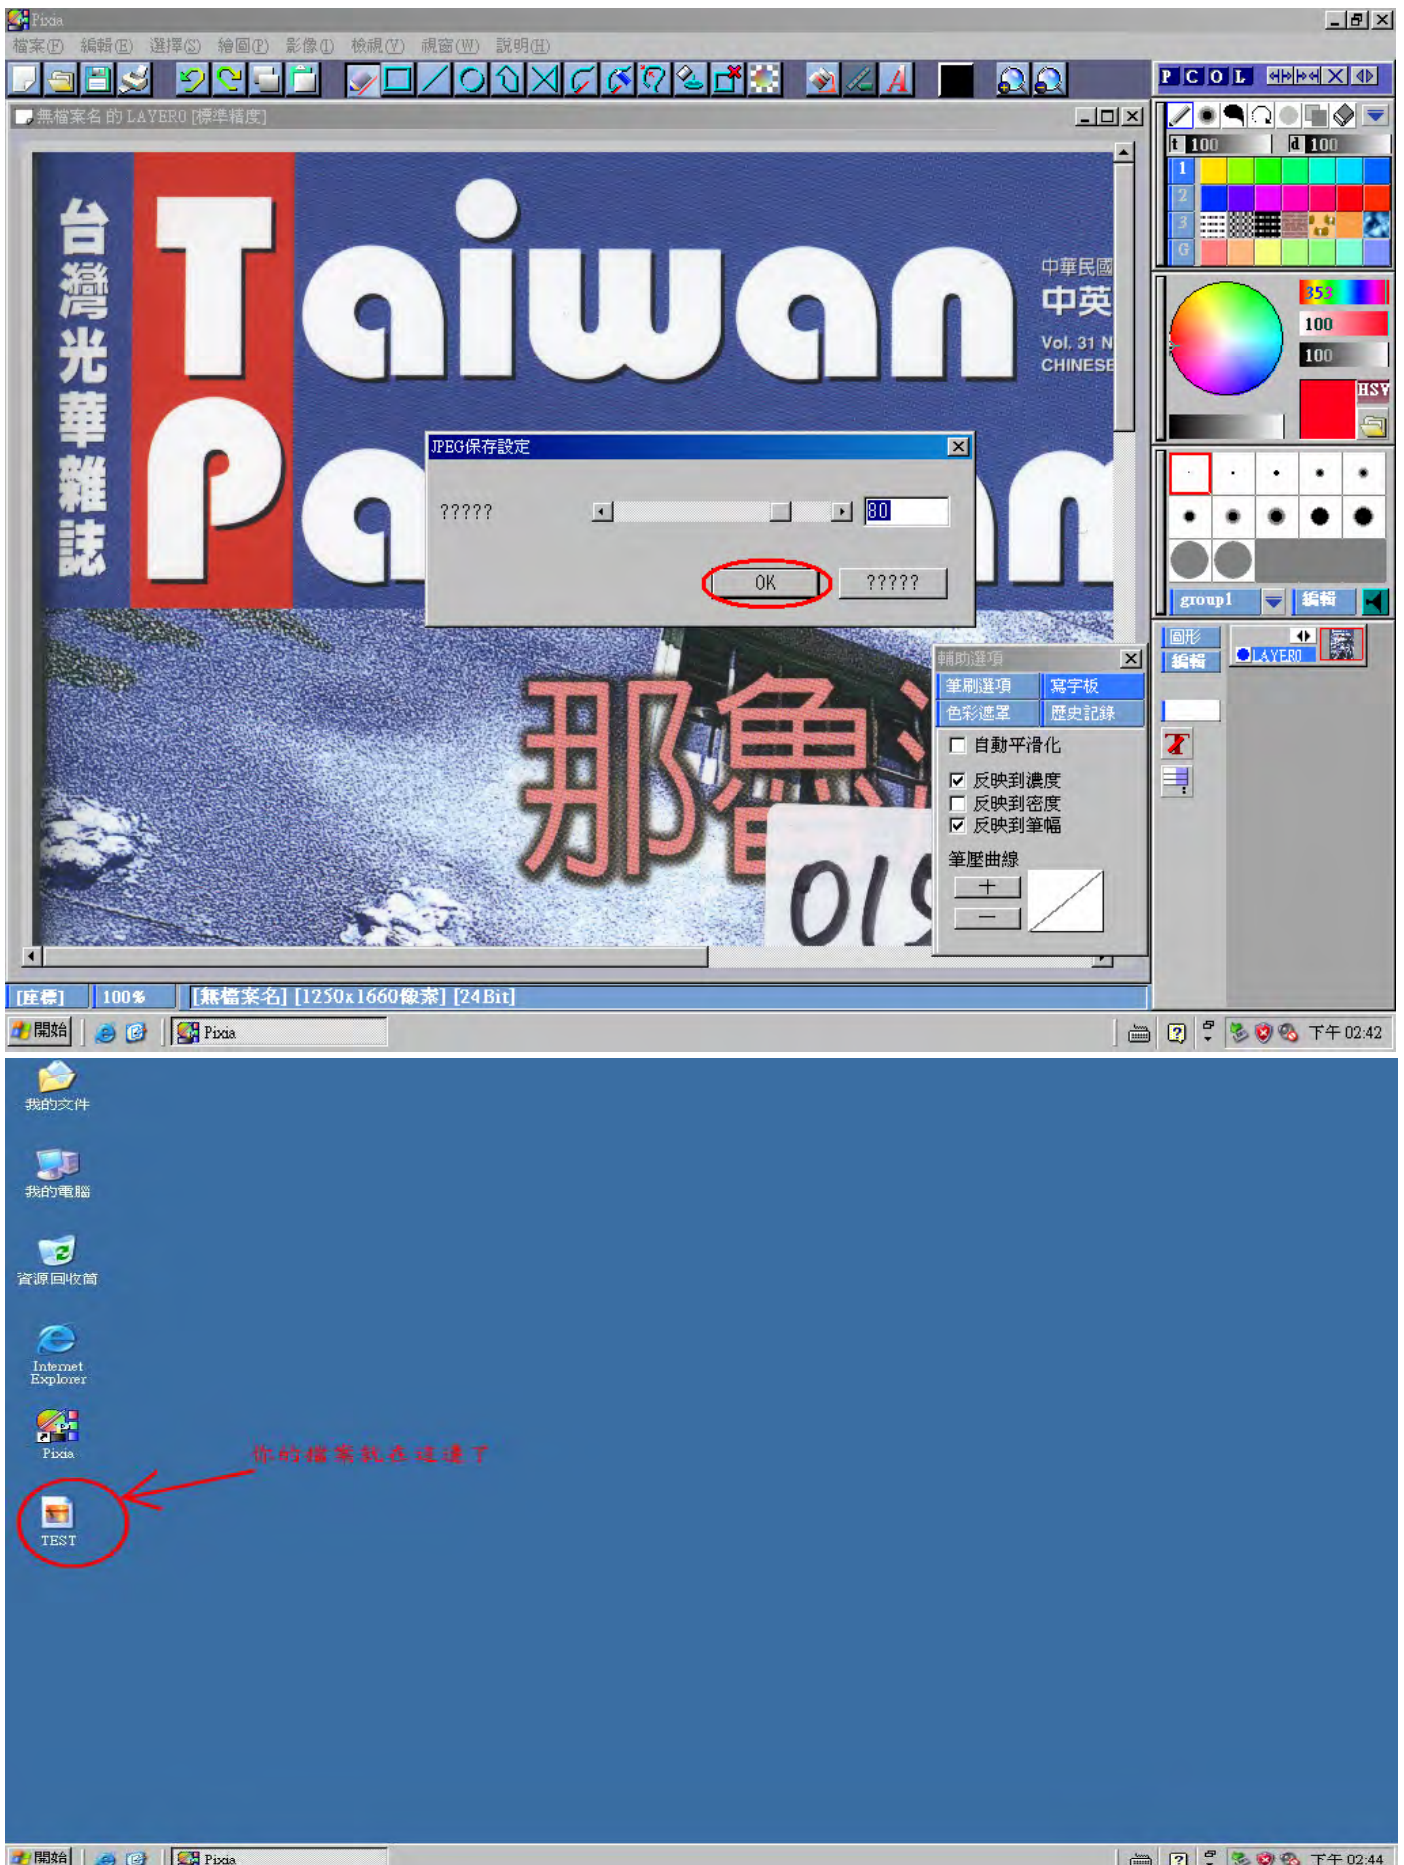 Pixia
檔案(F) 編輯(E) 選擇(S) 繪圖(P) 影像(I) 檢視(V) 視窗(W) 說明(H)
P C O L
無檔案名 的 LAYER0 [標準精度]
t 100 d 100
1
2
3
G
台灣光華雜誌
Taiwan
中華民國
中英
Vol. 31 N
CHINESE
353
100
100
HSV
JPEG保存設定
????? 80
OK ?????
group1 編輯
圖形
編輯
LAYER0
那魯
019
輔助選項
筆刷選項 寫字板
色彩遮罩 歷史記錄
自動平滑化
反映到濃度
反映到密度
反映到筆幅
筆壓曲線
[座標] 100% [無檔案名] [1250x1660像素] [24Bit]
開始 Pixia 下午 02:42
我的文件
我的電腦
資源回收筒
Internet
Explorer
Pixia
你的檔案就在這邊了
TEST
開始 Pixia 下午 02:44